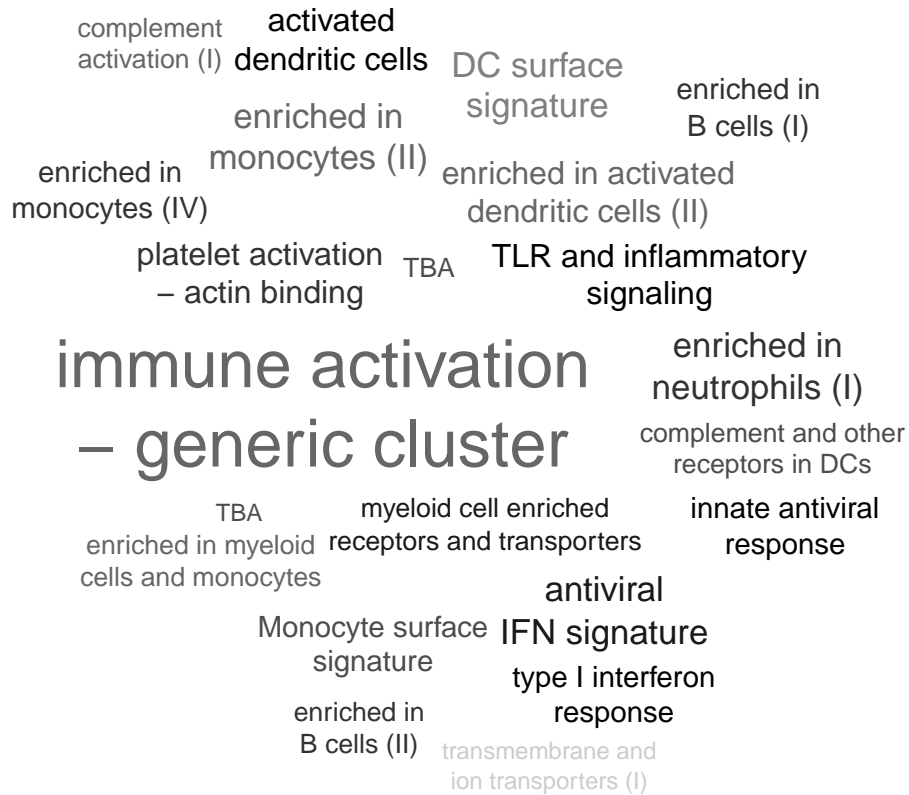 complement
activation (I)
activated
dendritic cells
DC surface
signature
enriched in
B cells (I)
enriched in
monocytes (II)
enriched in
monocytes (IV)
enriched in activated
dendritic cells (II)
platelet activation
– actin binding
TBA
TLR and inflammatory
signaling
immune activation
– generic cluster
enriched in
neutrophils (I)
complement and other
receptors in DCs
TBA
myeloid cell enriched
receptors and transporters
innate antiviral
response
enriched in myeloid
cells and monocytes
antiviral
IFN signature
Monocyte surface
signature
type I interferon
response
enriched in
B cells (II)
transmembrane and
ion transporters (I)